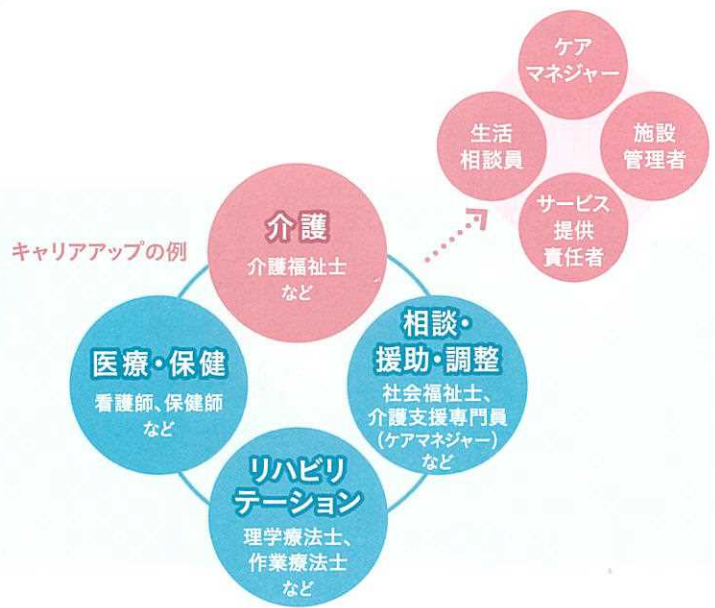 ケア
マネジャー
生活
相談員
施設
管理者
サービス
提供
責任者
キャリアアップの例
介護
介護福祉士
など
医療・保健
看護師、保健師
など
相談・
援助・調整
社会福祉士、
介護支援専門員
(ケアマネジャー)
など
リハビリ
テーション
理学療法士、
作業療法士
など